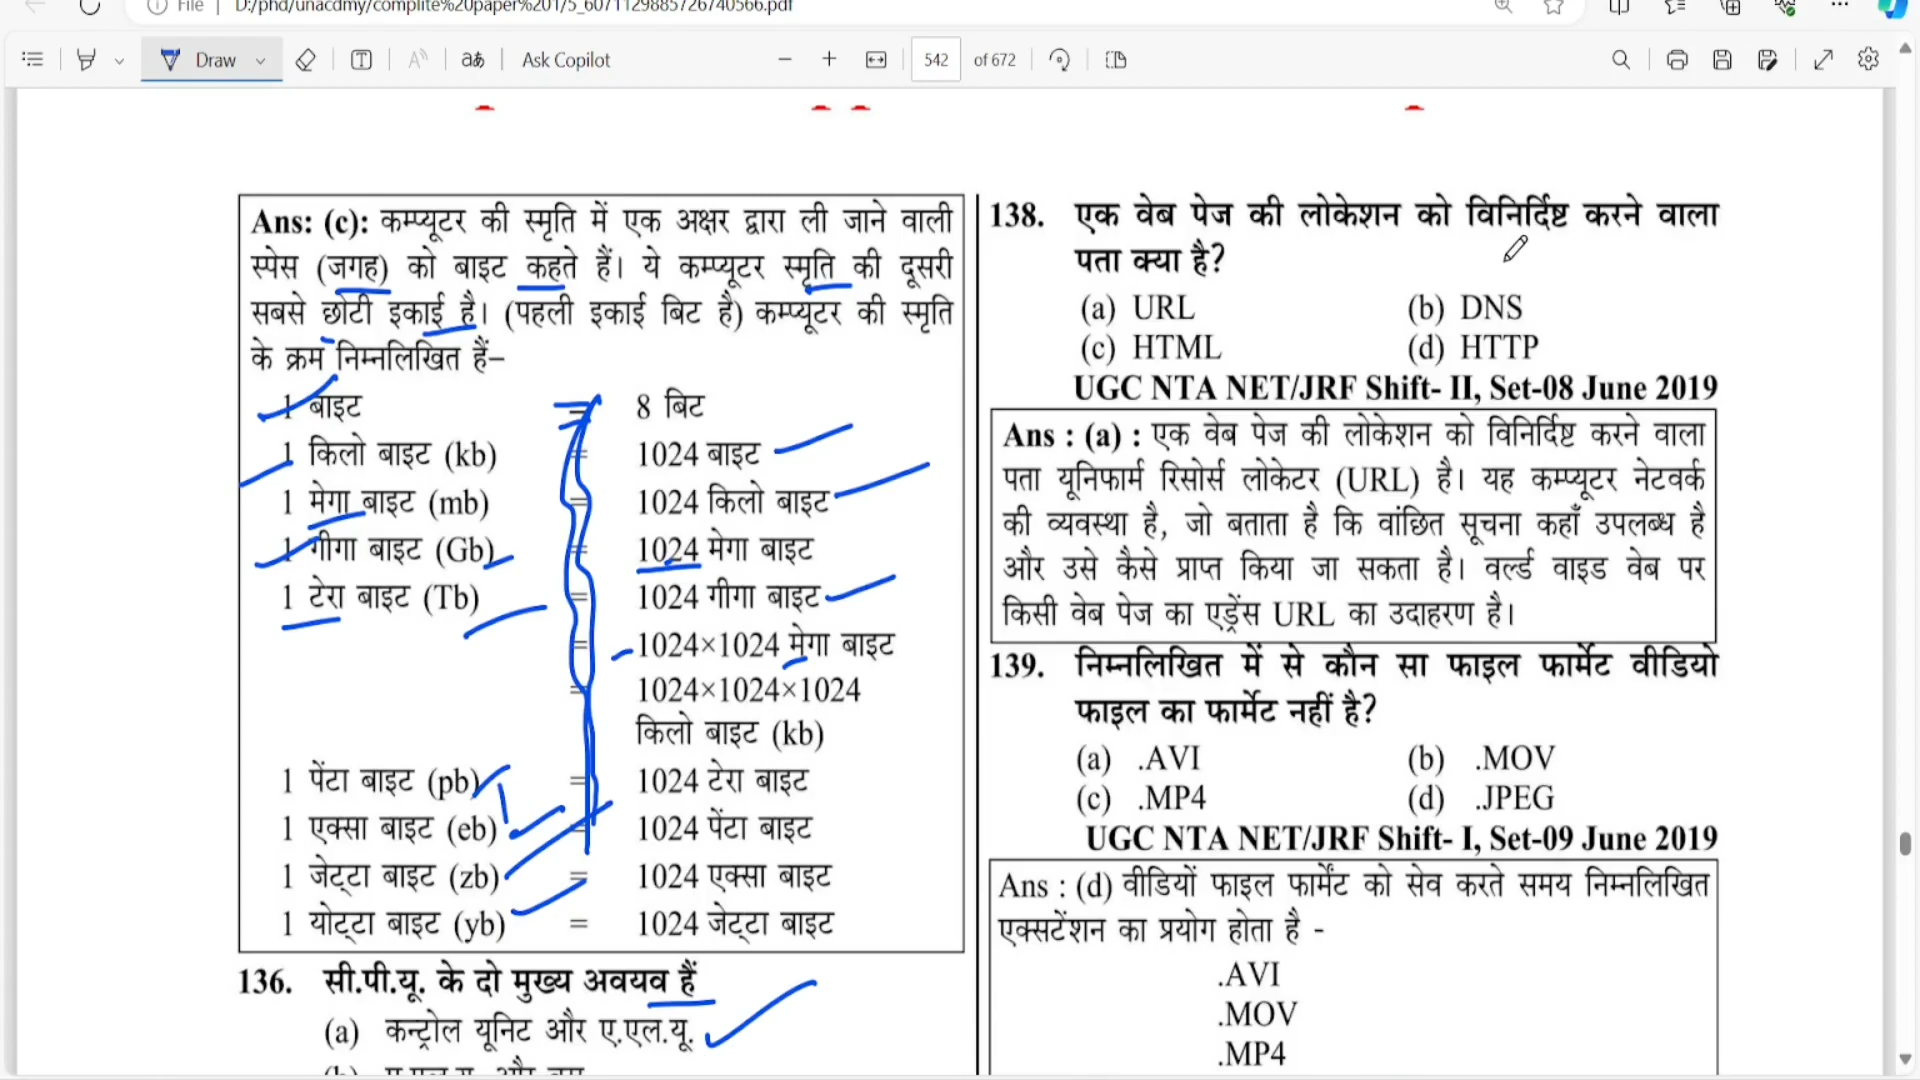 File D:/phd/unacdmy/complite%20paper%201/5_6071129885726740566.pdf
Draw Ask Copilot 542 of 672
Ans: (c): कम्प्यूटर की स्मृति में एक अक्षर द्वारा ली जाने वाली
स्पेस (जगह) को बाइट कहते हैं। ये कम्प्यूटर स्मृति की दूसरी
सबसे छोटी इकाई है। (पहली इकाई बिट है) कम्प्यूटर की स्मृति
के क्रम निम्नलिखित हैं–
1 बाइट = 8 बिट
1 किलो बाइट (kb) = 1024 बाइट
1 मेगा बाइट (mb) = 1024 किलो बाइट
1 गीगा बाइट (Gb) = 1024 मेगा बाइट
1 टेरा बाइट (Tb) = 1024 गीगा बाइट
= 1024×1024 मेगा बाइट
= 1024×1024×1024
किलो बाइट (kb)
1 पेंटा बाइट (pb) = 1024 टेरा बाइट
1 एक्सा बाइट (eb) = 1024 पेंटा बाइट
1 जेट्टा बाइट (zb) = 1024 एक्सा बाइट
1 योट्टा बाइट (yb) = 1024 जेट्टा बाइट
136. सी.पी.यू. के दो मुख्य अवयव हैं
(a) कन्ट्रोल यूनिट और ए.एल.यू.
138. एक वेब पेज की लोकेशन को विनिर्दिष्ट करने वाला
पता क्या है?
(a) URL (b) DNS
(c) HTML (d) HTTP
UGC NTA NET/JRF Shift- II, Set-08 June 2019
Ans : (a) : एक वेब पेज की लोकेशन को विनिर्दिष्ट करने वाला
पता यूनिफार्म रिसोर्स लोकेटर (URL) है। यह कम्प्यूटर नेटवर्क
की व्यवस्था है, जो बताता है कि वांछित सूचना कहाँ उपलब्ध है
और उसे कैसे प्राप्त किया जा सकता है। वर्ल्ड वाइड वेब पर
किसी वेब पेज का एड्रेंस URL का उदाहरण है।
139. निम्नलिखित में से कौन सा फाइल फार्मेट वीडियो
फाइल का फार्मेट नहीं है?
(a) .AVI (b) .MOV
(c) .MP4 (d) .JPEG
UGC NTA NET/JRF Shift- I, Set-09 June 2019
Ans : (d) वीडियों फाइल फार्मेंट को सेव करते समय निम्नलिखित
एक्सटेंशन का प्रयोग होता है -
.AVI
.MOV
.MP4